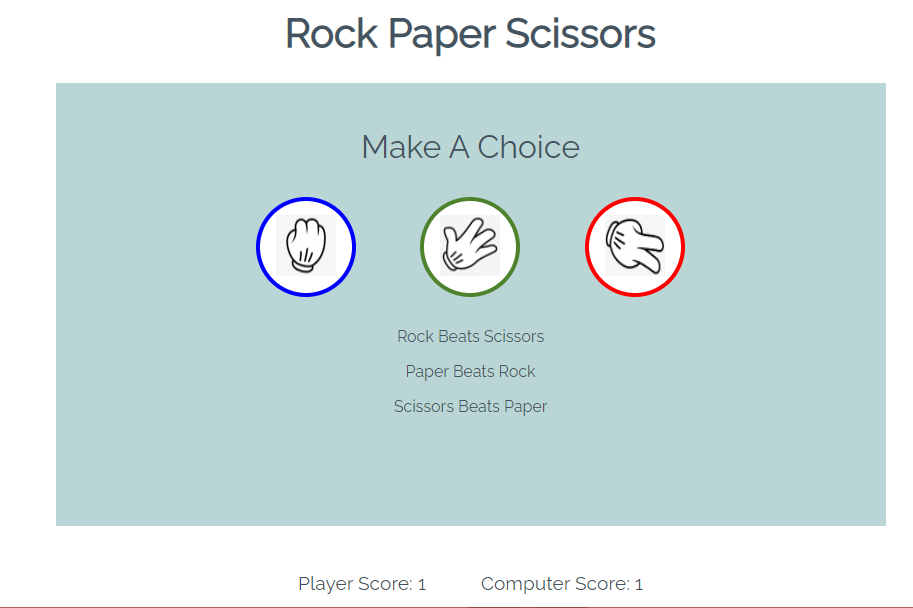 Rock Paper Scissors
Make A Choice
Rock Beats Scissors
Paper Beats Rock
Scissors Beats Paper
Player Score: 1 Computer Score: 1